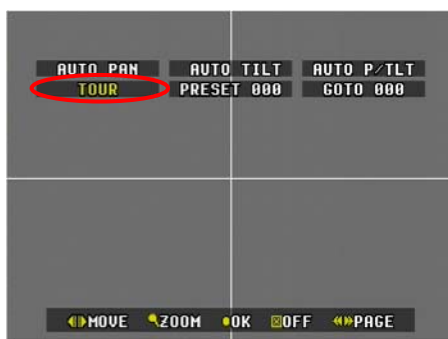 AUTO PAN AUTO TILT AUTO P/TLT
TOUR PRESET 000 GOTO 000
MOVE ZOOM OK OFF PAGE